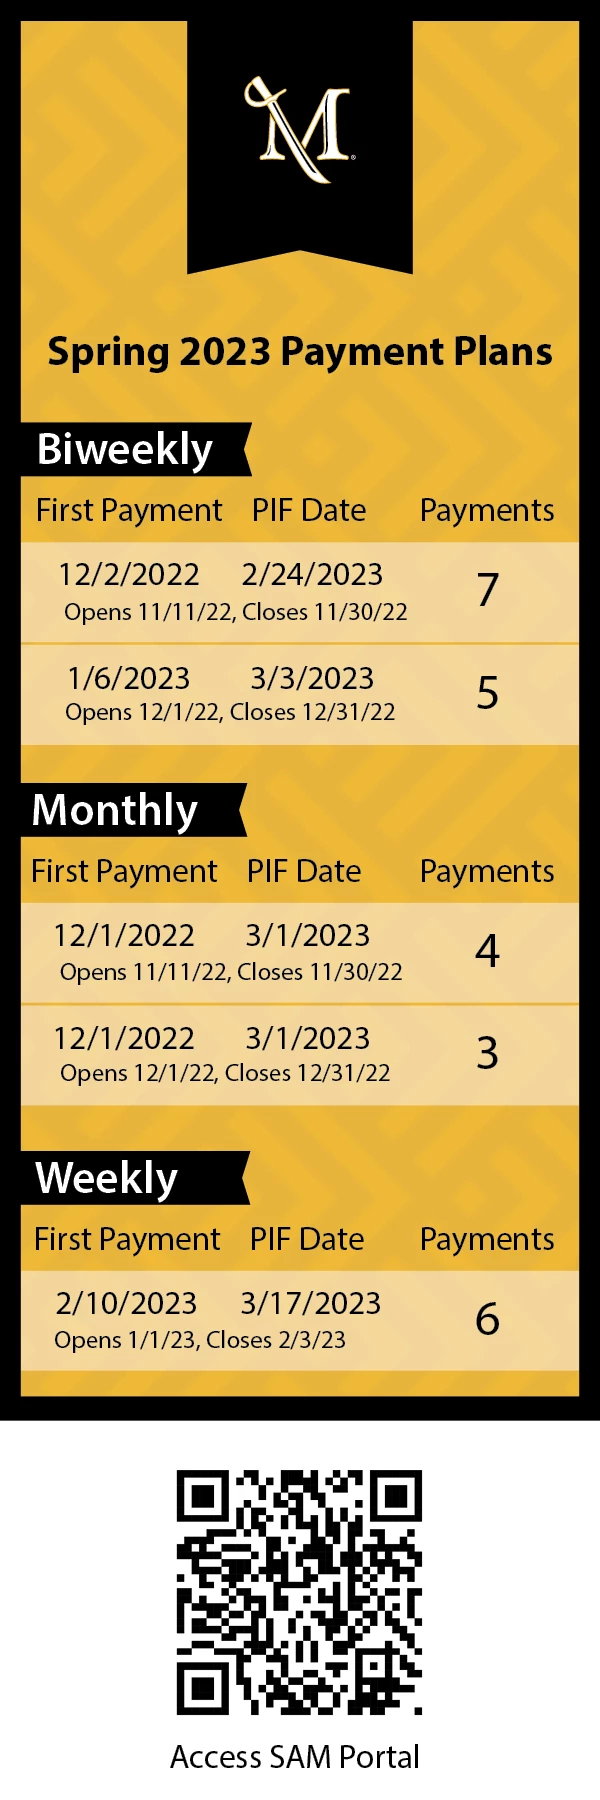 M
Spring 2023 Payment Plans
Biweekly
First Payment PIF Date Payments
12/2/2022 2/24/2023 7
Opens 11/11/22, Closes 11/30/22
1/6/2023 3/3/2023 5
Opens 12/1/22, Closes 12/31/22
Monthly
First Payment PIF Date Payments
12/1/2022 3/1/2023 4
Opens 11/11/22, Closes 11/30/22
12/1/2022 3/1/2023 3
Opens 12/1/22, Closes 12/31/22
Weekly
First Payment PIF Date Payments
2/10/2023 3/17/2023 6
Opens 1/1/23, Closes 2/3/23
Access SAM Portal